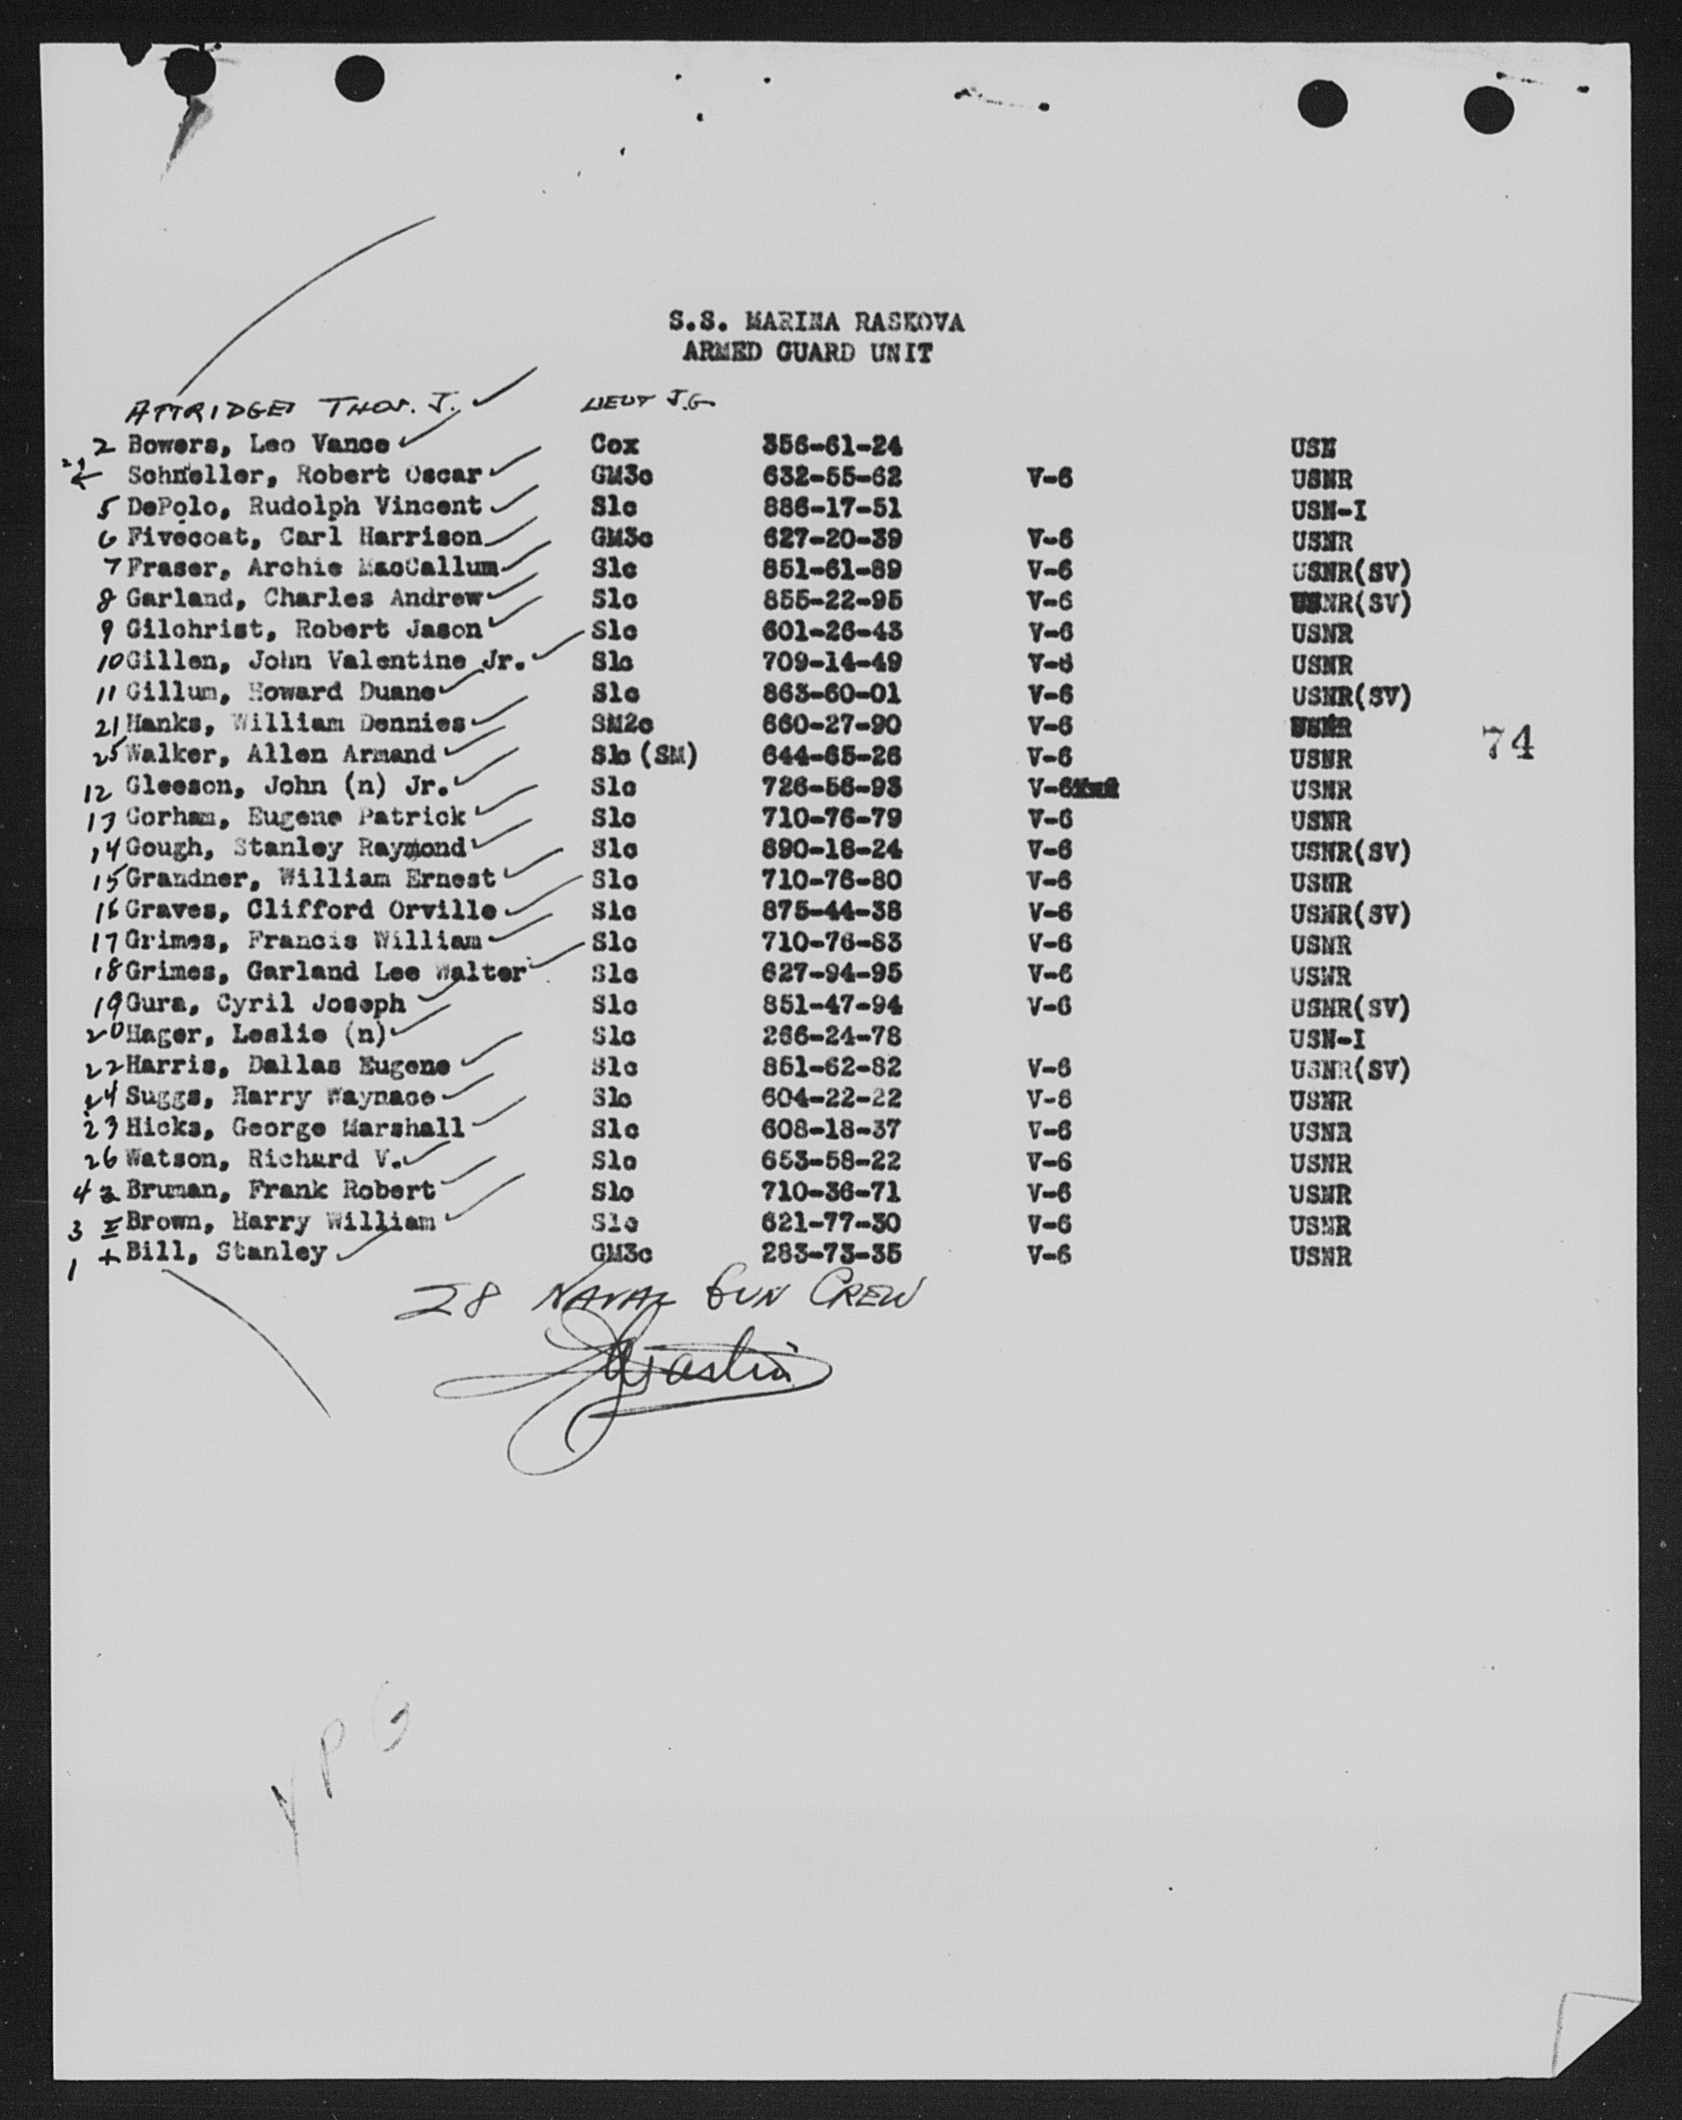 S.S. MARINA RASKOVA
ARMED GUARD UNIT
ATTRIDGE, THOS. J. LIEUT J.G.
2 Bowers, Leo Vance Cox 356-61-24 USN
Schneller, Robert Oscar GM3c 632-55-62 V-6 USNR
5 DePolo, Rudolph Vincent S1c 886-17-51 USN-I
6 Fivecoat, Carl Harrison GM3c 627-20-39 V-6 USNR
7 Fraser, Archie MacCallum S1c 851-61-89 V-6 USNR(SV)
8 Garland, Charles Andrew S1c 855-22-95 V-6 USNR(SV)
9 Gilchrist, Robert Jason S1c 601-26-43 V-6 USNR
10 Gillen, John Valentine Jr. S1c 709-14-49 V-6 USNR
11 Gillum, Howard Duane S1c 863-60-01 V-6 USNR(SV)
21 Hanks, William Dennies SM2c 660-27-90 V-6 USNR
74
25 Walker, Allen Armand S1c (SM) 644-65-26 V-6 USNR
12 Gleeson, John (n) Jr. S1c 726-56-93 V-6 USNR
13 Gorham, Eugene Patrick S1c 710-76-79 V-6 USNR
14 Gough, Stanley Raymond S1c 890-18-24 V-6 USNR(SV)
15 Grandner, William Ernest S1c 710-76-80 V-6 USNR
16 Graves, Clifford Orville S1c 875-44-38 V-6 USNR(SV)
17 Grimes, Francis William S1c 710-76-83 V-6 USNR
18 Grimes, Garland Lee Walter S1c 627-94-95 V-6 USNR
19 Gura, Cyril Joseph S1c 851-47-94 V-6 USNR(SV)
20 Hager, Leslie (n) S1c 266-24-78 USN-I
22 Harris, Dallas Eugene S1c 851-62-82 V-6 USNR(SV)
24 Suggs, Harry Waynace S1c 604-22-22 V-6 USNR
23 Hicks, George Marshall S1c 608-18-37 V-6 USNR
26 Watson, Richard V. S1c 653-58-22 V-6 USNR
4 Bruman, Frank Robert S1c 710-36-71 V-6 USNR
3 Brown, Harry William S1c 621-77-30 V-6 USNR
1 Bill, Stanley GM3c 283-73-35 V-6 USNR
28 NAVAL GUN CREW